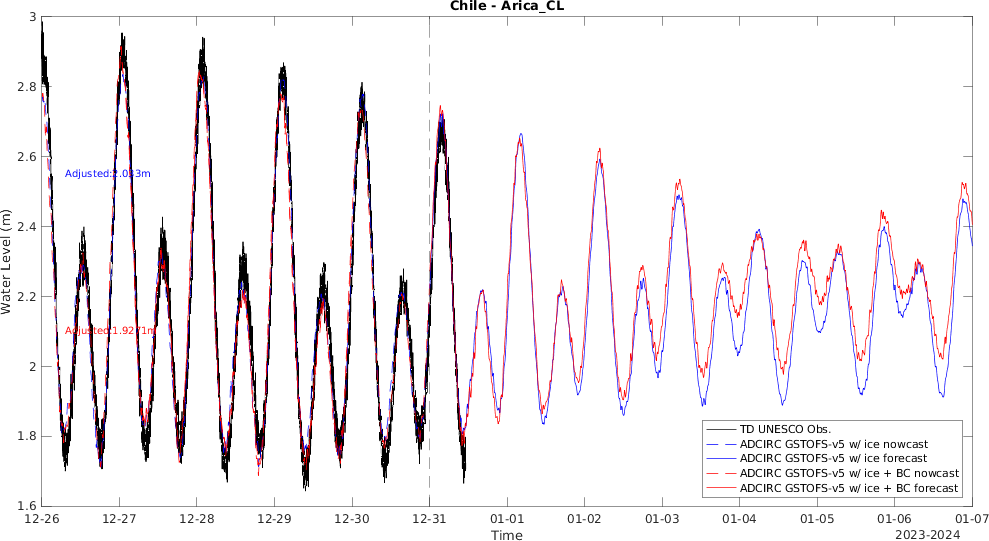 Chile - Arica_CL
3
2.8
2.6
2.4
2.2
2
1.8
1.6
Water Level (m)
Adjusted:2.033m
Adjusted:1.9271m
TD UNESCO Obs.
ADCIRC GSTOFS-v5 w/ ice nowcast
ADCIRC GSTOFS-v5 w/ ice forecast
ADCIRC GSTOFS-v5 w/ ice + BC nowcast
ADCIRC GSTOFS-v5 w/ ice + BC forecast
12-26 12-27 12-28 12-29 12-30 12-31 01-01 01-02 01-03 01-04 01-05 01-06 01-07
Time
2023-2024